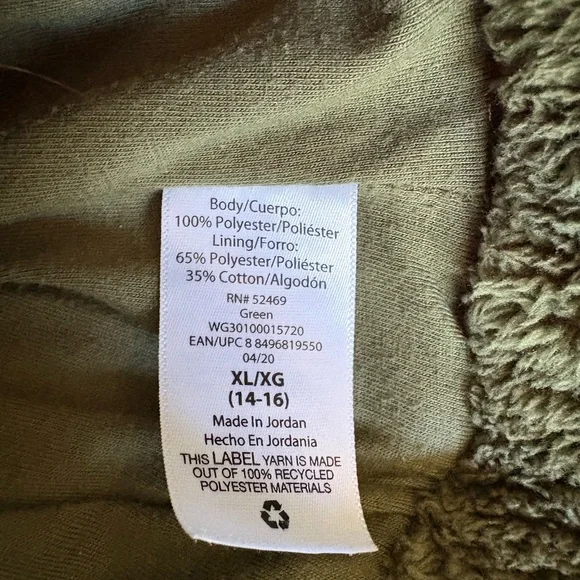 Body/Cuerpo:
100% Polyester/Poliéster
Lining/Forro:
65% Polyester/Poliéster
35% Cotton/Algodón
RN# 52469
Green
WG30100015720
EAN/UPC 8 8496819550
04/20
XL/XG
(14-16)
Made In Jordan
Hecho En Jordania
THIS LABEL YARN IS MADE
OUT OF 100% RECYCLED
POLYESTER MATERIALS